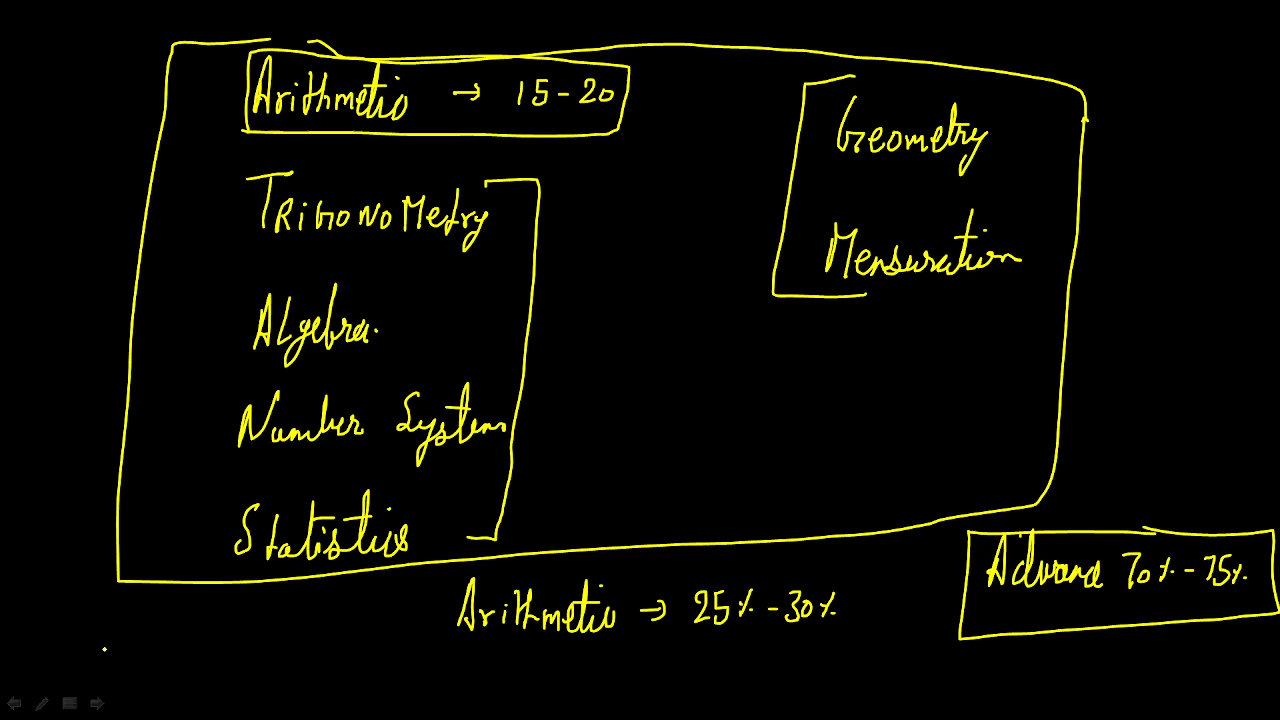 Arithmetic → 15-20
Trigonometry
Algebra
Number System
Statistics
Geometry
Mensuration
Arithmetic → 25% - 30%
Advance 70% - 75%